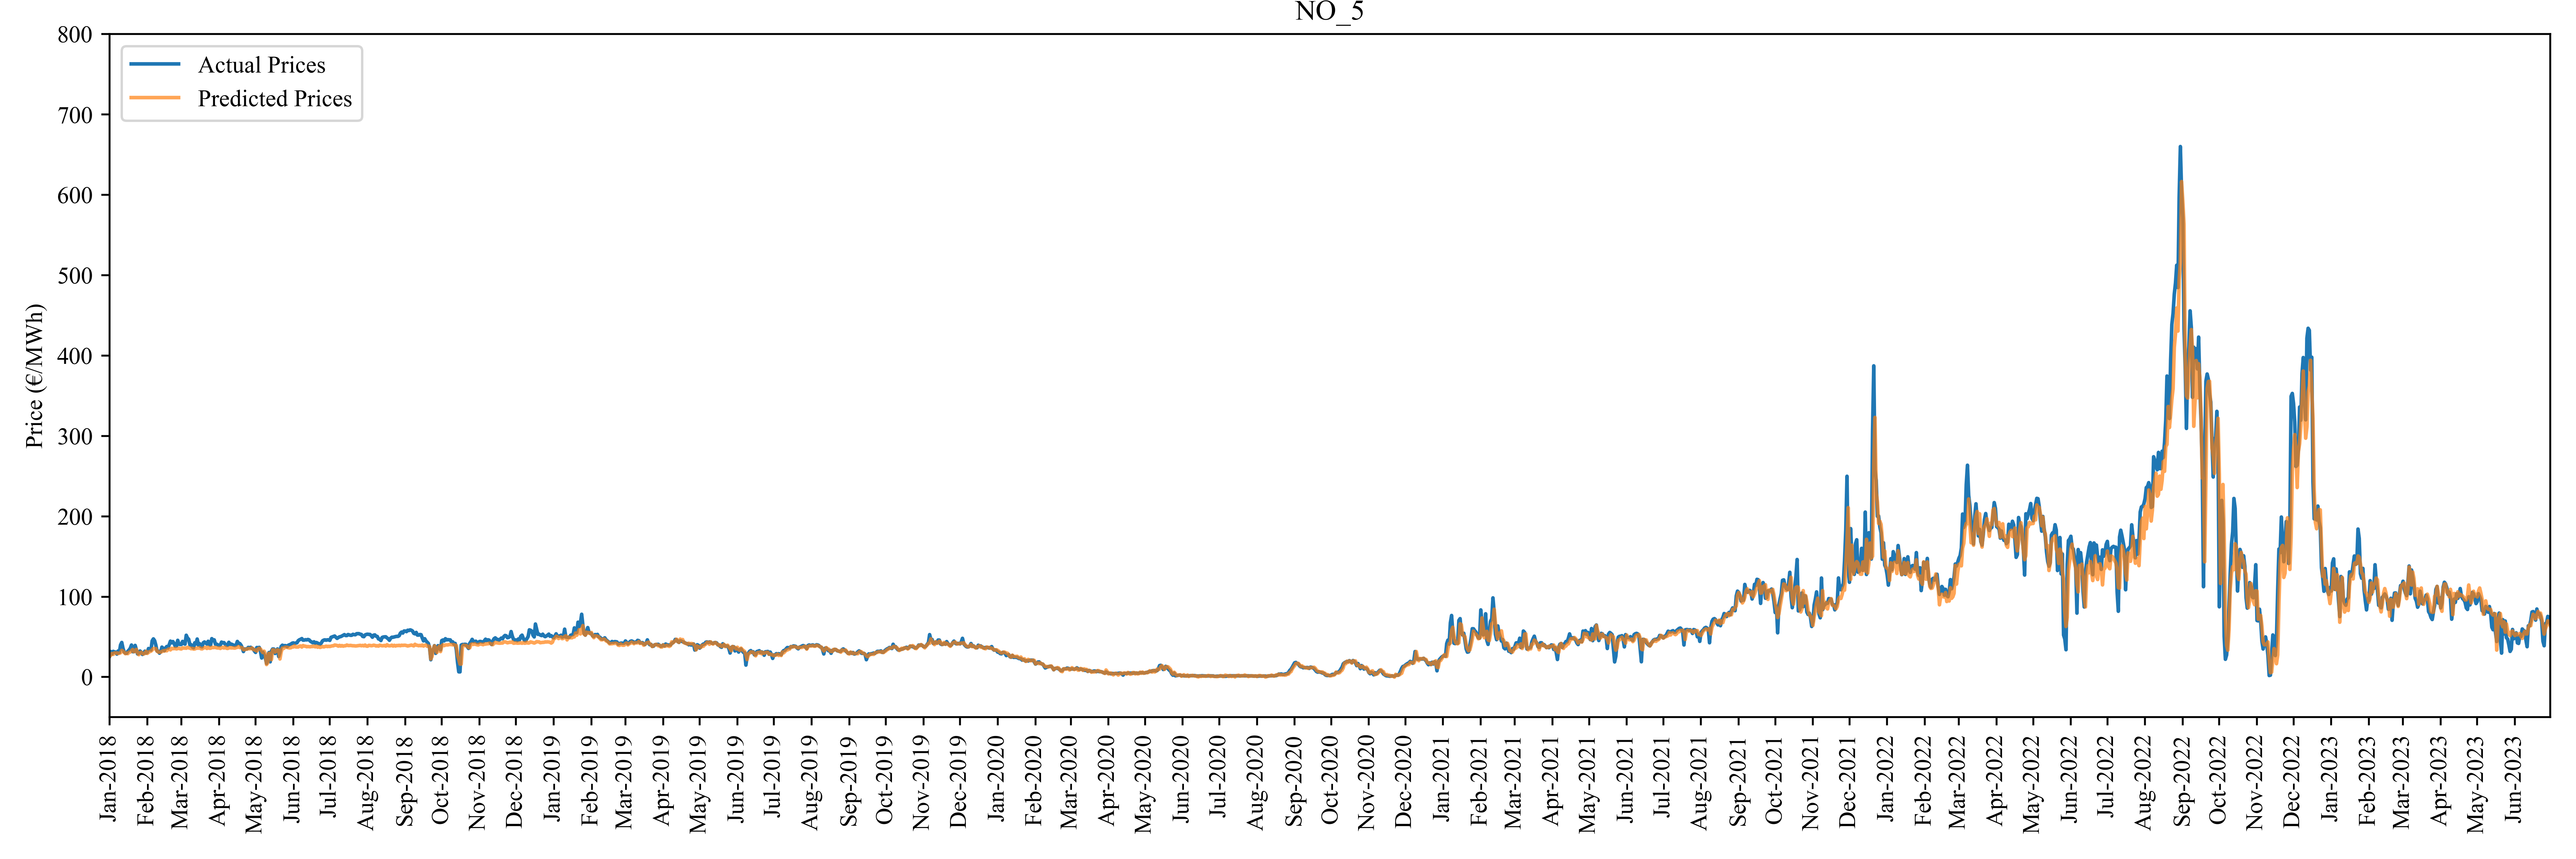 NO_5
Actual Prices
Predicted Prices
Price (€/MWh)
800
700
600
500
400
300
200
100
0
Jan-2018
Feb-2018
Mar-2018
Apr-2018
May-2018
Jun-2018
Jul-2018
Aug-2018
Sep-2018
Oct-2018
Nov-2018
Dec-2018
Jan-2019
Feb-2019
Mar-2019
Apr-2019
May-2019
Jun-2019
Jul-2019
Aug-2019
Sep-2019
Oct-2019
Nov-2019
Dec-2019
Jan-2020
Feb-2020
Mar-2020
Apr-2020
May-2020
Jun-2020
Jul-2020
Aug-2020
Sep-2020
Oct-2020
Nov-2020
Dec-2020
Jan-2021
Feb-2021
Mar-2021
Apr-2021
May-2021
Jun-2021
Jul-2021
Aug-2021
Sep-2021
Oct-2021
Nov-2021
Dec-2021
Jan-2022
Feb-2022
Mar-2022
Apr-2022
May-2022
Jun-2022
Jul-2022
Aug-2022
Sep-2022
Oct-2022
Nov-2022
Dec-2022
Jan-2023
Feb-2023
Mar-2023
Apr-2023
May-2023
Jun-2023